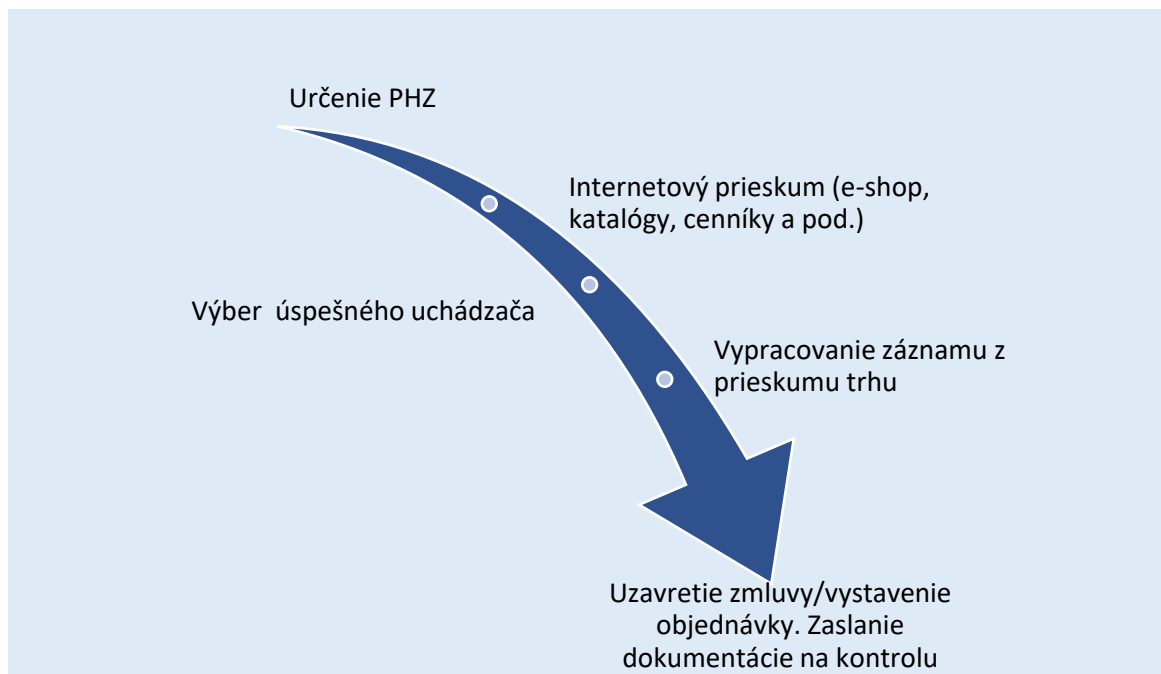 Určenie PHZ
Internetový prieskum (e-shop,
katalógy, cenníky a pod.)
Výber  úspešného uchádzača
Vypracovanie záznamu z
prieskumu trhu
Uzavretie zmluvy/vystavenie
objednávky. Zaslanie
dokumentácie na kontrolu